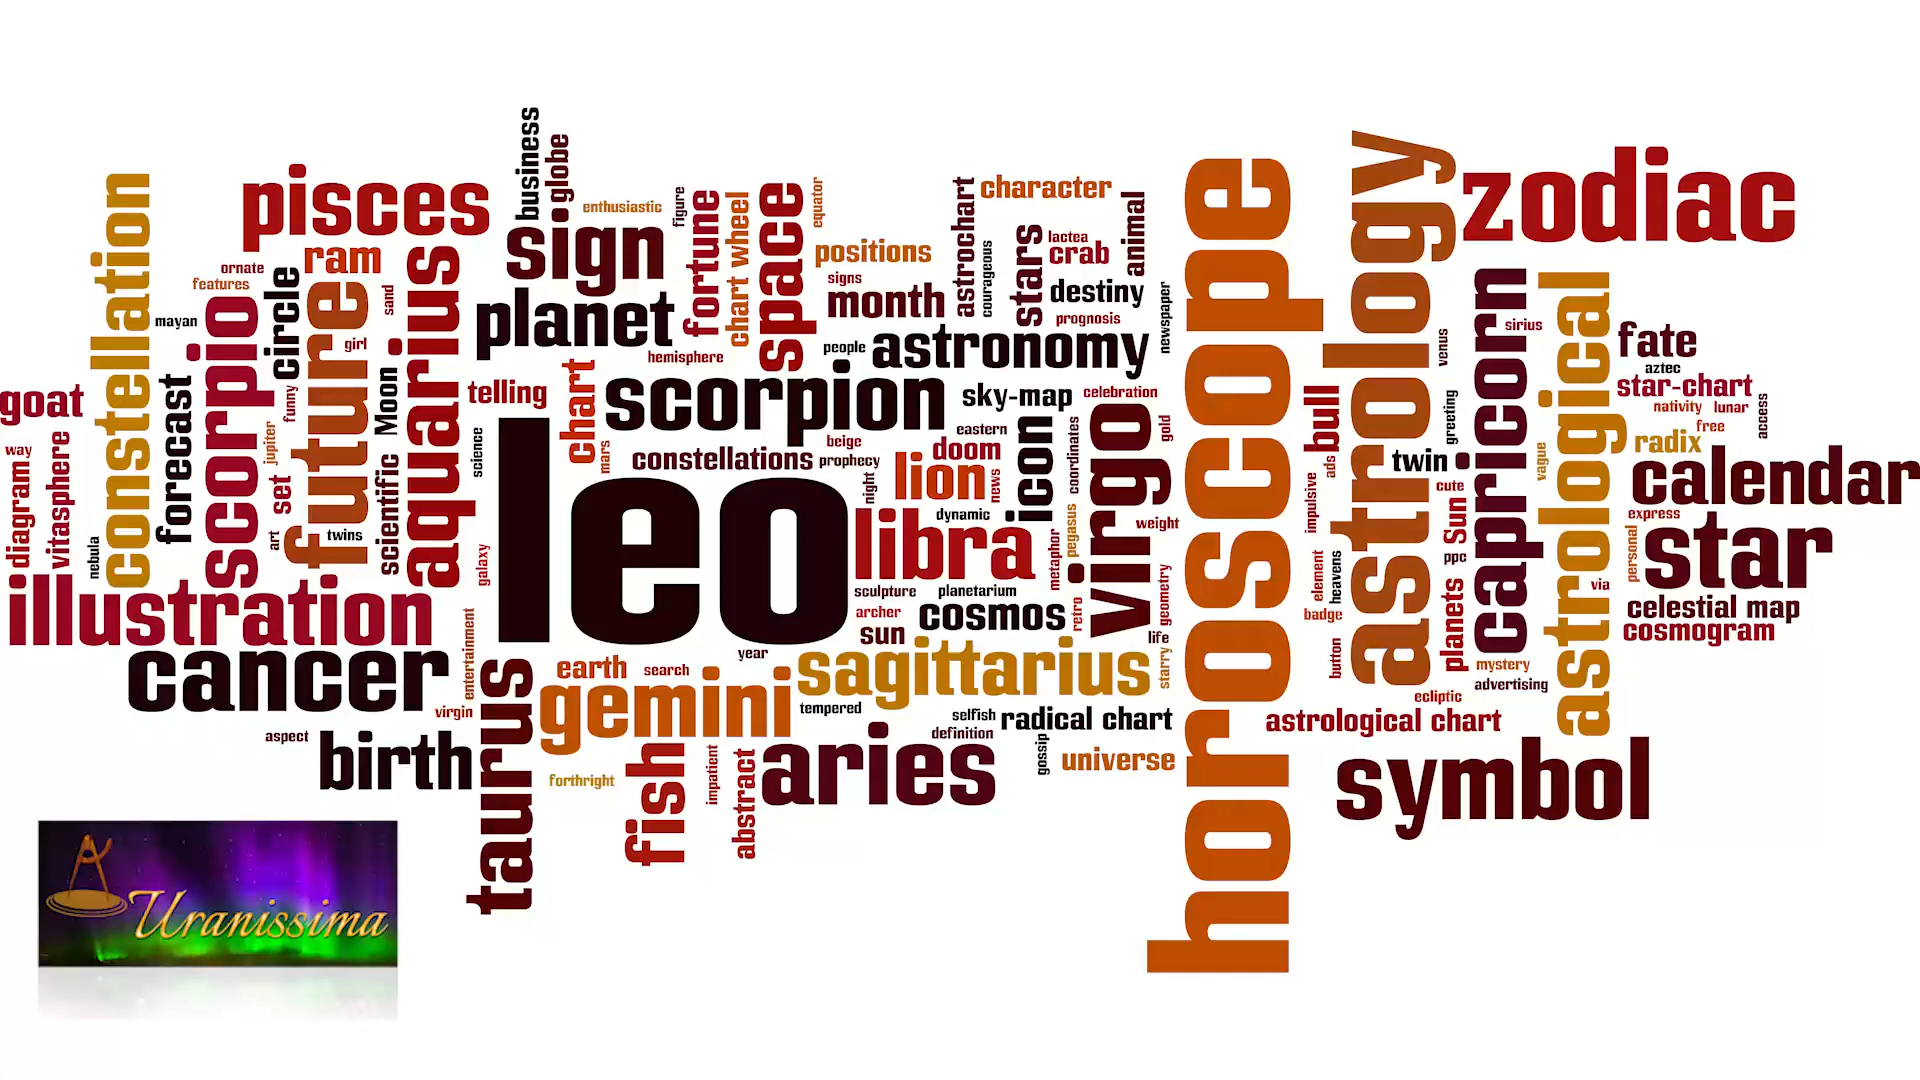 constellation
pisces
business
globe
enthusiastic
figure
fortune
chart wheel
space
equator
character
astrochart
animal
horoscope
astrology
zodiac
ornate
features
ram
circle
sand
aquarius
sign
positions
signs
courageous
stars
lactea
crab
mayan
scorpio
future
girl
planet
month
destiny
prognosis
newspaper
venus
capricorn
sirius
astrological
fate
aztec
hemisphere
people
astronomy
goat
forecast
funny
Moon
telling
chart
scorpion
sky-map
celebration
bull
greeting
star-chart
nativity
lunar
free
access
way
diagram
vitasphere
jupiter
set
scientific
science
mars
constellations
beige
prophecy
eastern
doom
lion
news
icon
coordinates
virgo
gold
ads
twin
cute
vague
radix
calendar
nebula
art
twins
galaxy
leo
night
libra
dynamic
metaphor
pegasus
weight
impulsive
Sun
ppc
express
personal
star
illustration
sculpture
planetarium
archer
sun
cosmos
retro
geometry
life
element
heavens
badge
planets
via
celestial map
cosmogram
cancer
entertainment
virgin
year
earth
search
gemini
sagittarius
starry
button
mystery
advertising
ecliptic
taurus
tempered
selfish
definition
radical chart
astrological chart
aspect
birth
forthright
fish
impatient
abstract
aries
gossip
universe
symbol
Uranissima